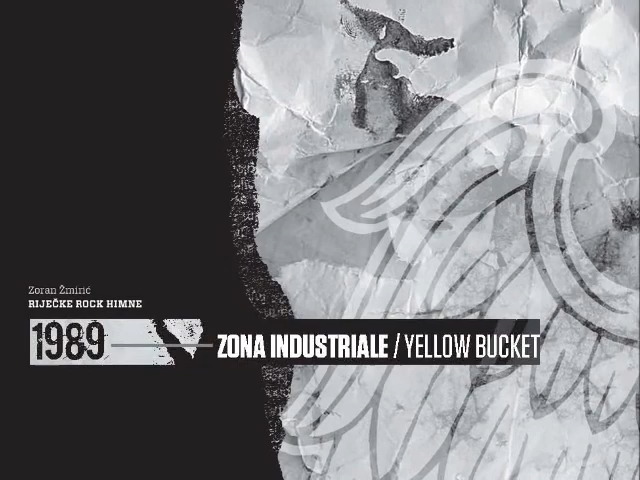 Zoran Žmirić
RIJEČKE ROCK HIMNE
1989 ZONA INDUSTRIALE / YELLOW BUCKET